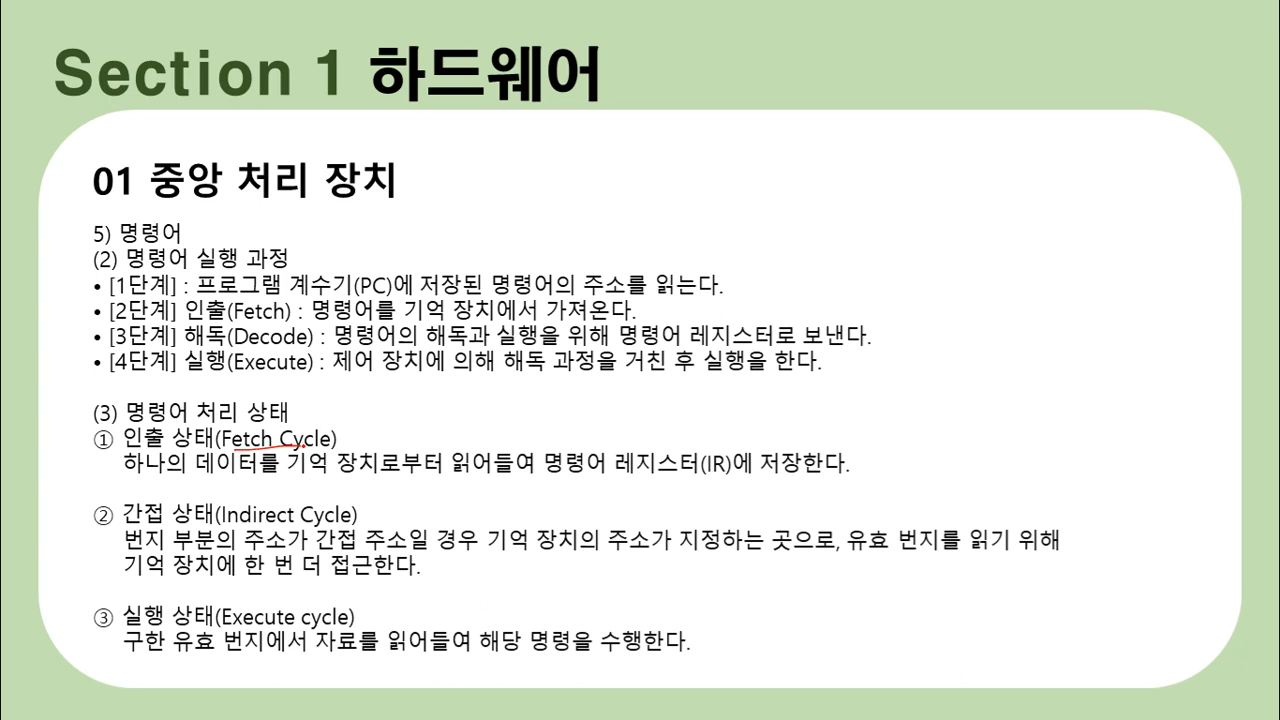 Section 1 하드웨어
01 중앙 처리 장치
5) 명령어
(2) 명령어 실행 과정
• [1단계] : 프로그램 계수기(PC)에 저장된 명령어의 주소를 읽는다.
• [2단계] 인출(Fetch) : 명령어를 기억 장치에서 가져온다.
• [3단계] 해독(Decode) : 명령어의 해독과 실행을 위해 명령어 레지스터로 보낸다.
• [4단계] 실행(Execute) : 제어 장치에 의해 해독 과정을 거친 후 실행을 한다.
(3) 명령어 처리 상태
① 인출 상태(Fetch Cycle)
하나의 데이터를 기억 장치로부터 읽어들여 명령어 레지스터(IR)에 저장한다.
② 간접 상태(Indirect Cycle)
번지 부분의 주소가 간접 주소일 경우 기억 장치의 주소가 지정하는 곳으로, 유효 번지를 읽기 위해
기억 장치에 한 번 더 접근한다.
③ 실행 상태(Execute cycle)
구한 유효 번지에서 자료를 읽어들여 해당 명령을 수행한다.